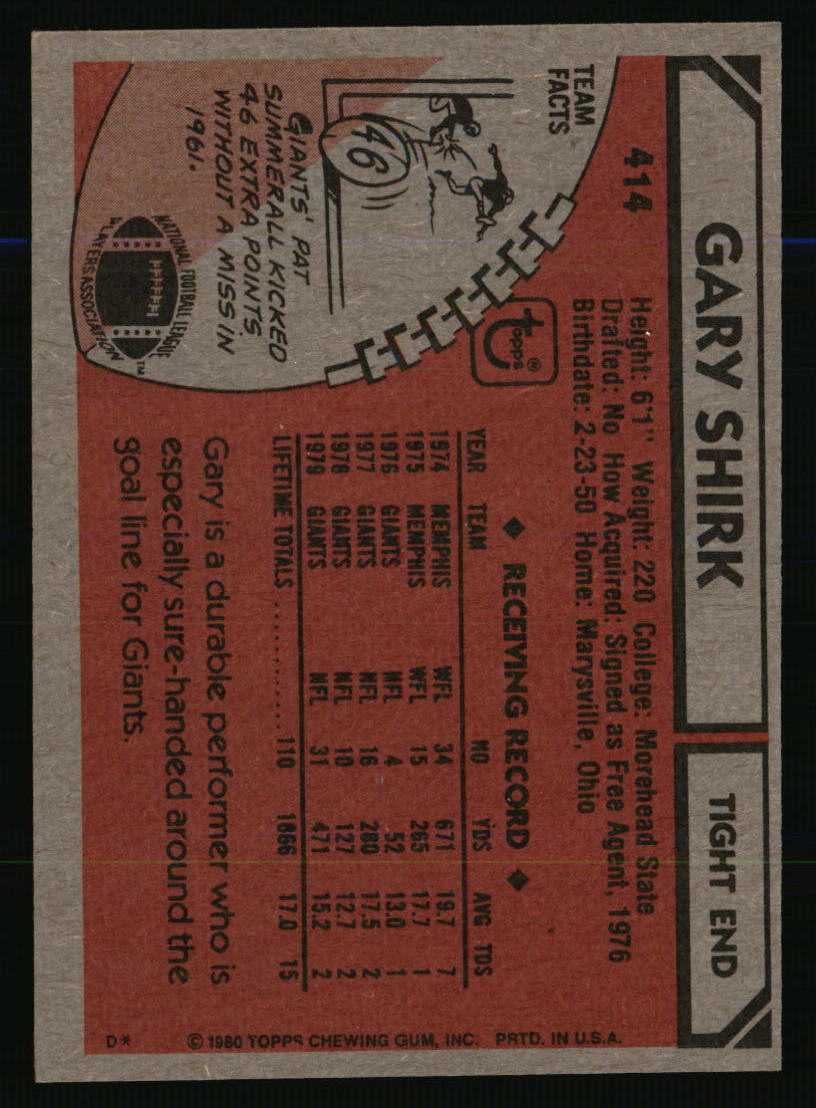 GARY SHIRK
TIGHT END
414
Height: 6'1" Weight: 220 College: Morehead State
Drafted: No How Acquired: Signed as Free Agent, 1976
Birthdate: 2-23-50 Home: Marysville, Ohio
TEAM
FACTS
46
GIANTS' PAT
SUMMERALL KICKED
46 EXTRA POINTS
WITHOUT A MISS IN
1961.
topps®
NATIONAL FOOTBALL LEAGUE
PLAYERS ASSOCIATION
TM
◆ RECEIVING RECORD ◆
YEAR TEAM NO YDS AVG TDS
1974 MEMPHIS WFL 34 671 19.7 7
1975 MEMPHIS WFL 15 265 17.7 1
1976 GIANTS NFL 4 52 13.0 1
1977 GIANTS NFL 16 280 17.5 2
1978 GIANTS NFL 10 127 12.7 2
1979 GIANTS NFL 31 471 15.2 2
LIFETIME TOTALS ............ 110 1866 17.0 15
Gary is a durable performer who is
especially sure-handed around the
goal line for Giants.
D* © 1980 TOPPS CHEWING GUM, INC. PRTD. IN U.S.A.